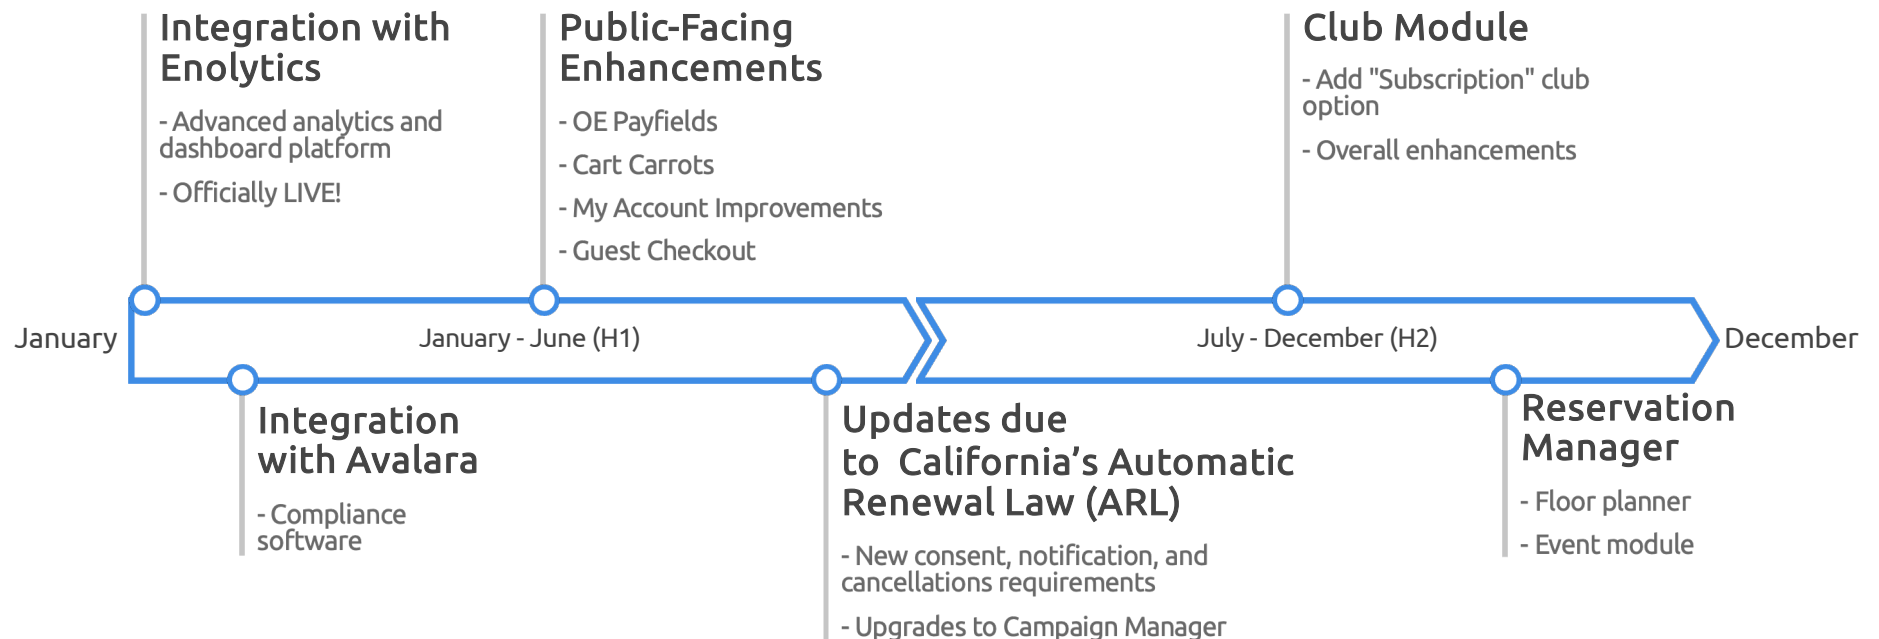 Integration with
Enolytics
- Advanced analytics and
dashboard platform
- Officially LIVE!
Public-Facing
Enhancements
- OE Payfields
- Cart Carrots
- My Account Improvements
- Guest Checkout
Club Module
- Add "Subscription" club
option
- Overall enhancements
January
January - June (H1)
July - December (H2)
December
Integration
with Avalara
- Compliance
software
Updates due
to  California’s Automatic
Renewal Law (ARL)
- New consent, notification, and
cancellations requirements
- Upgrades to Campaign Manager
Reservation
Manager
- Floor planner
- Event module